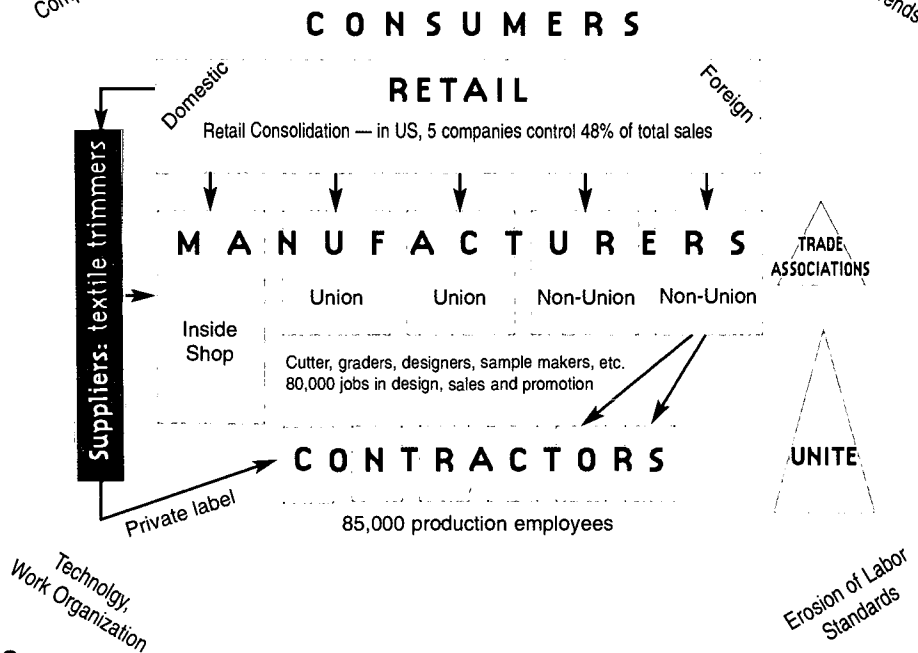 CONSUMERS
Domestic
RETAIL
Foreign
Retail Consolidation — in US, 5 companies control 48% of total sales
Suppliers: textile trimmers
MANUFACTURERS
Inside
Shop
Union
Union
Non-Union
Non-Union
Cutter, graders, designers, sample makers, etc.
80,000 jobs in design, sales and promotion
TRADE
ASSOCIATIONS
CONTRACTORS
UNITE
Private label
85,000 production employees
Technolgy,
Work Organization
Erosion of Labor
Standards